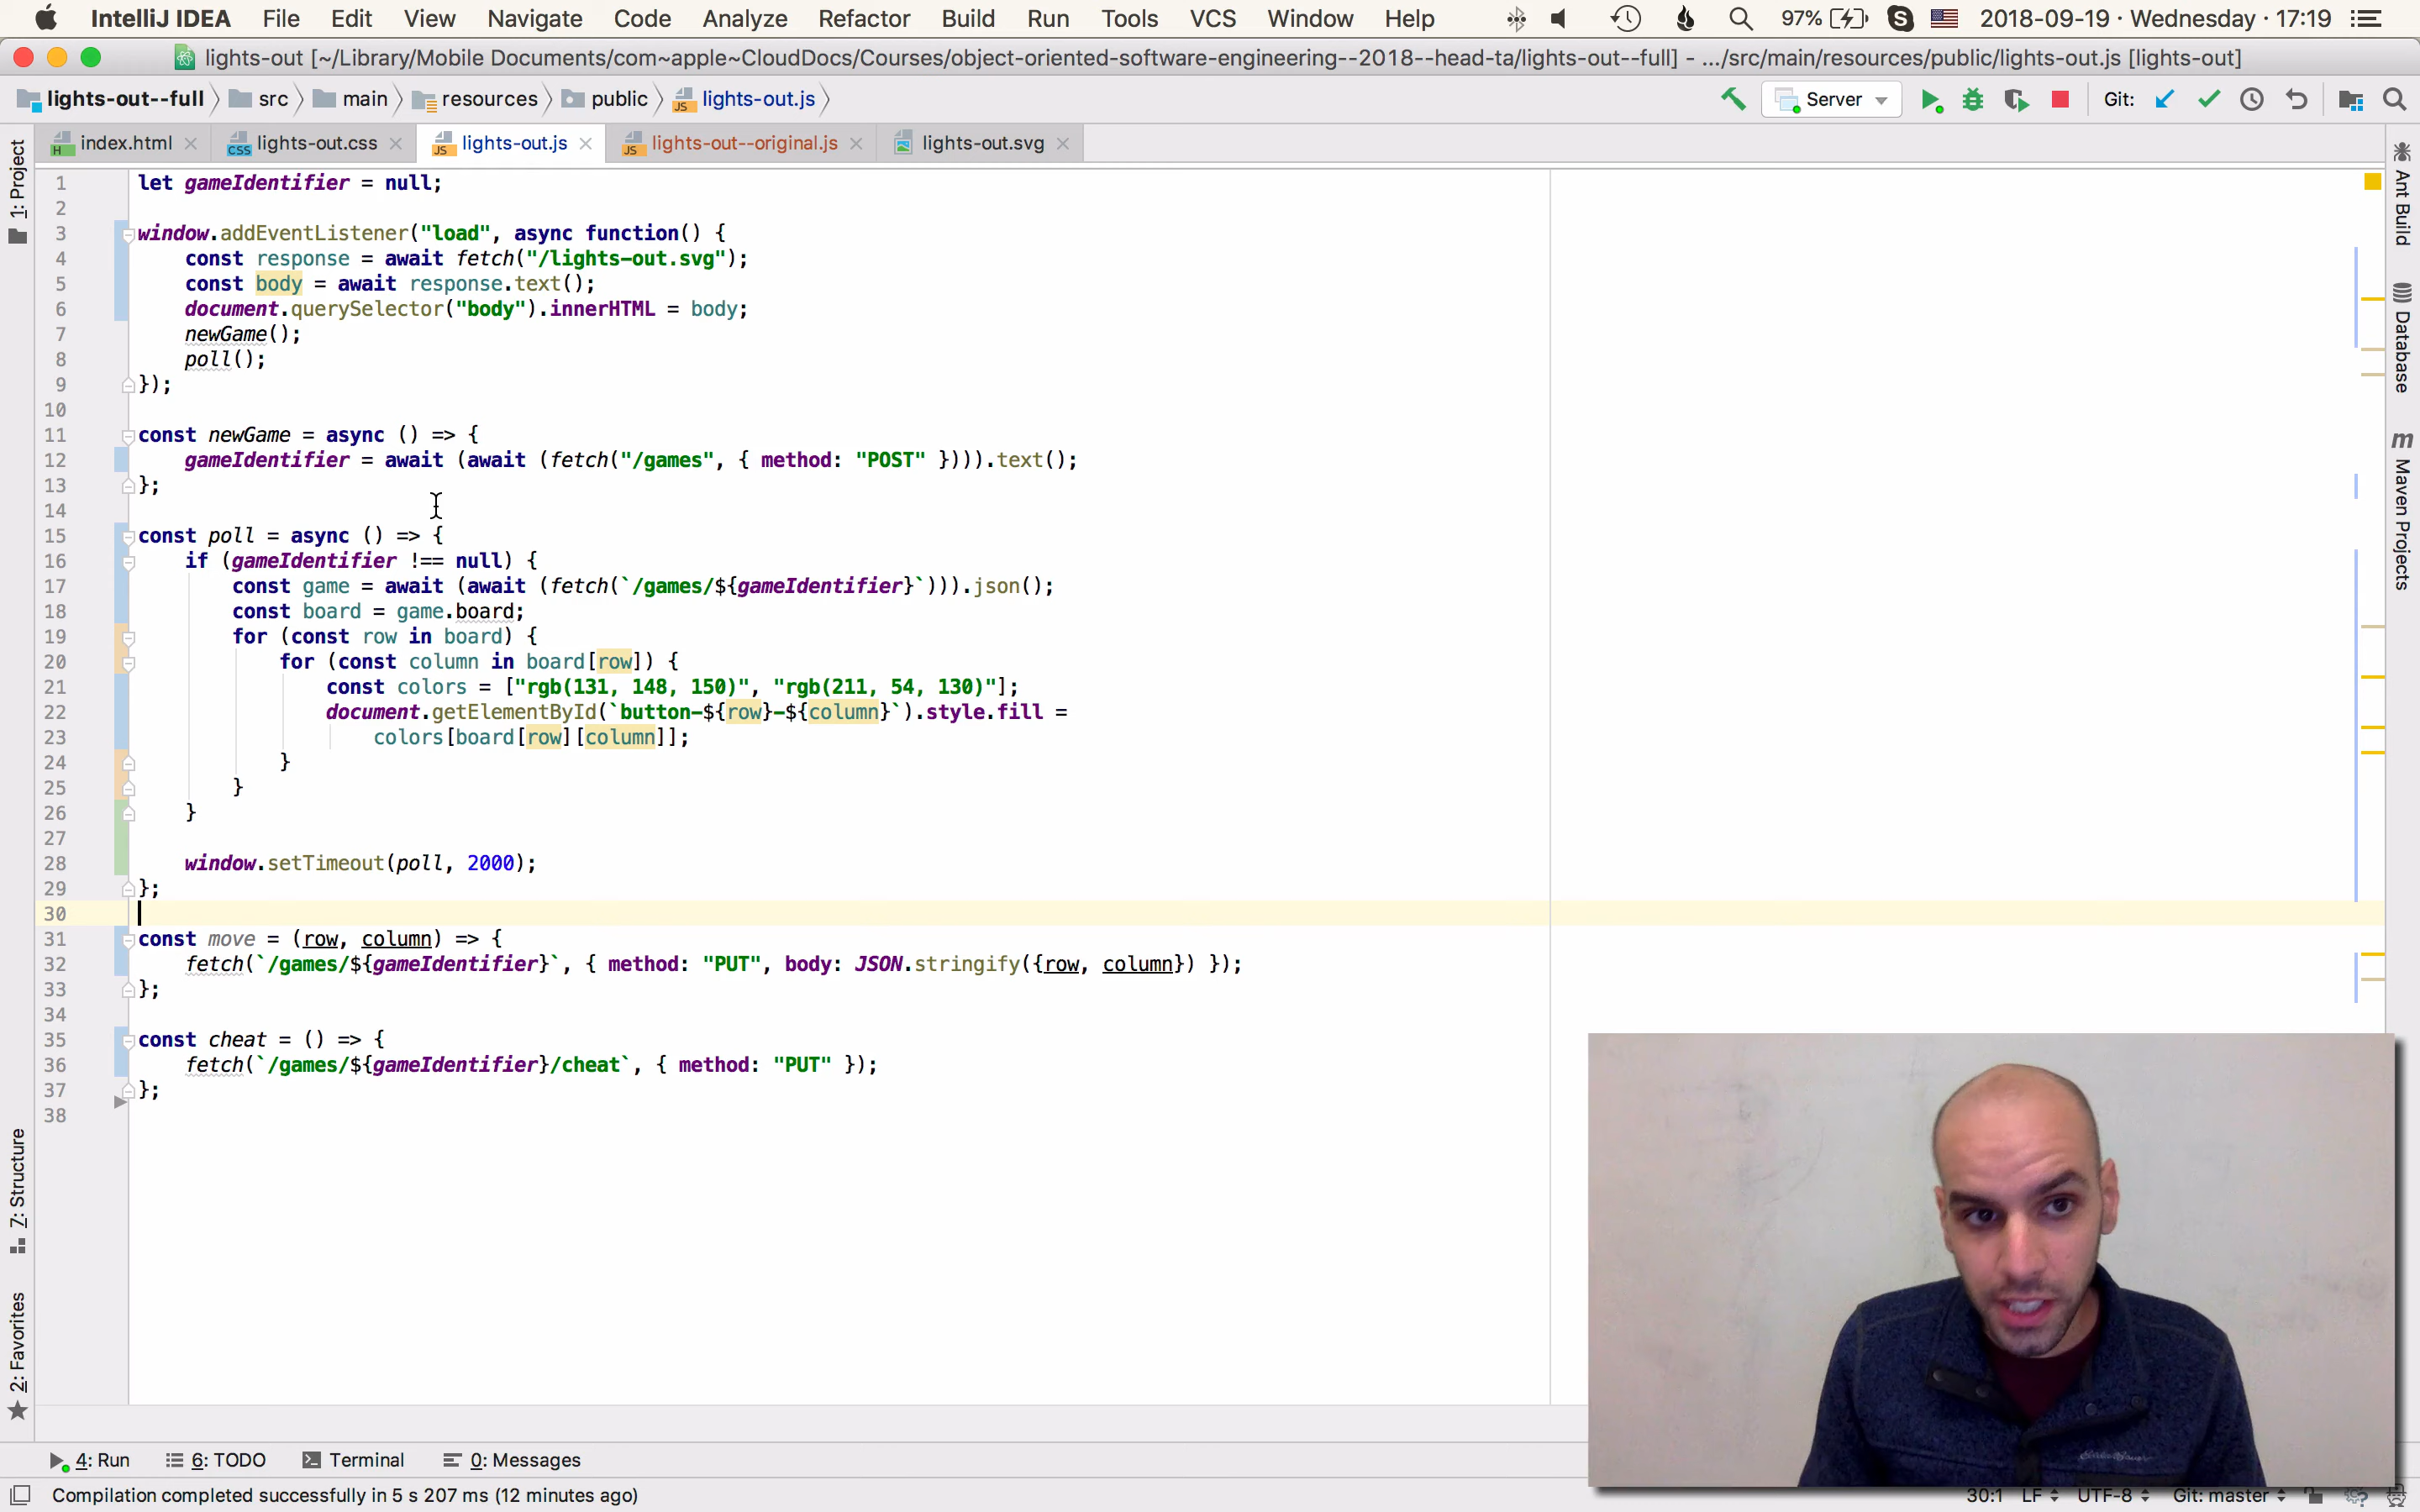 IntelliJ IDEA File Edit View Navigate Code Analyze Refactor Build Run Tools VCS Window Help 97% 2018-09-19 · Wednesday · 17:19
lights-out [~/Library/Mobile Documents/com~apple~CloudDocs/Courses/object-oriented-software-engineering--2018--head-ta/lights-out--full] - .../src/main/resources/public/lights-out.js [lights-out]
lights-out--full src main resources public lights-out.js Server Git:
index.html lights-out.css lights-out.js lights-out--original.js lights-out.svg
1: Project
7: Structure
2: Favorites
1 let gameIdentifier = null;
2
3 window.addEventListener("load", async function() {
4 const response = await fetch("/lights-out.svg");
5 const body = await response.text();
6 document.querySelector("body").innerHTML = body;
7 newGame();
8 poll();
9 });
10
11 const newGame = async () => {
12 gameIdentifier = await (await (fetch("/games", { method: "POST" }))).text();
13 };
14
15 const poll = async () => {
16 if (gameIdentifier !== null) {
17 const game = await (await (fetch(`/games/${gameIdentifier}`))).json();
18 const board = game.board;
19 for (const row in board) {
20 for (const column in board[row]) {
21 const colors = ["rgb(131, 148, 150)", "rgb(211, 54, 130)"];
22 document.getElementById(`button-${row}-${column}`).style.fill =
23 colors[board[row][column]];
24 }
25 }
26 }
27
28 window.setTimeout(poll, 2000);
29 };
30
31 const move = (row, column) => {
32 fetch(`/games/${gameIdentifier}`, { method: "PUT", body: JSON.stringify({row, column}) });
33 };
34
35 const cheat = () => {
36 fetch(`/games/${gameIdentifier}/cheat`, { method: "PUT" });
37 };
38
Ant Build
Database
m Maven Projects
4: Run 6: TODO Terminal 0: Messages
Compilation completed successfully in 5 s 207 ms (12 minutes ago) 30:1 LF UTF-8 Git: master